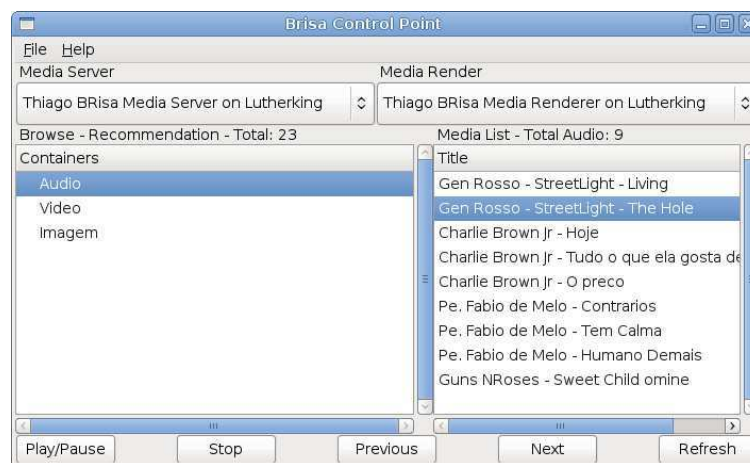 Brisa Control Point
File Help
Media Server
Media Render
Thiago BRisa Media Server on Lutherking
Thiago BRisa Media Renderer on Lutherking
Browse - Recommendation - Total: 23
Media List - Total Audio: 9
Containers
Audio
Video
Imagem
Title
Gen Rosso - StreetLight - Living
Gen Rosso - StreetLight - The Hole
Charlie Brown Jr - Hoje
Charlie Brown Jr - Tudo o que ela gosta de
Charlie Brown Jr - O preco
Pe. Fabio de Melo - Contrarios
Pe. Fabio de Melo - Tem Calma
Pe. Fabio de Melo - Humano Demais
Guns NRoses - Sweet Child omine
Play/Pause
Stop
Previous
Next
Refresh